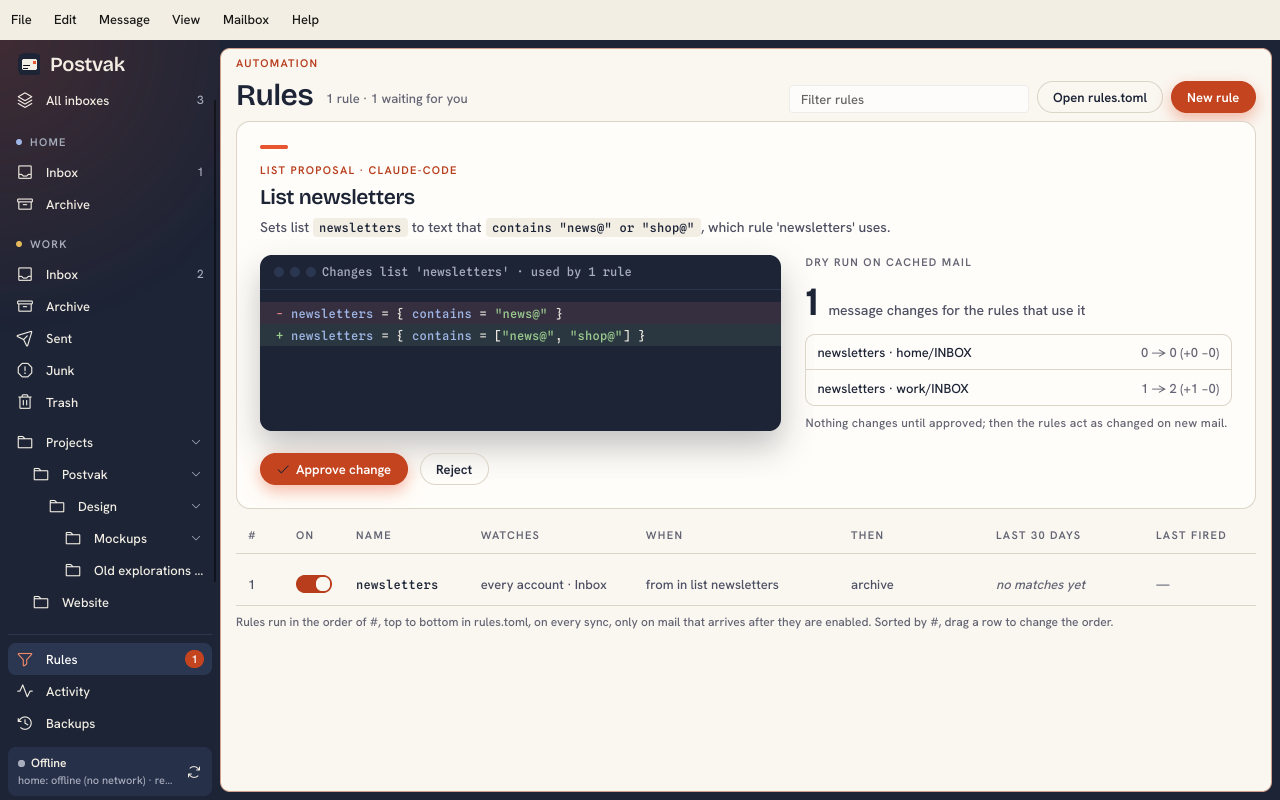 File Edit Message View Mailbox Help
Postvak
All inboxes 3
HOME
Inbox 1
Archive
WORK
Inbox 2
Archive
Sent
Junk
Trash
Projects
Postvak
Design
Mockups
Old explorations ...
Website
Rules 1
Activity
Backups
Offline
home: offline (no network) · re...
AUTOMATION
Rules 1 rule · 1 waiting for you
Filter rules
Open rules.toml
New rule
LIST PROPOSAL · CLAUDE-CODE
List newsletters
Sets list newsletters to text that contains "news@" or "shop@", which rule 'newsletters' uses.
Changes list 'newsletters' · used by 1 rule
- newsletters = { contains = "news@" }
+ newsletters = { contains = ["news@", "shop@"] }
DRY RUN ON CACHED MAIL
1 message changes for the rules that use it
newsletters · home/INBOX 0 → 0 (+0 −0)
newsletters · work/INBOX 1 → 2 (+1 −0)
Nothing changes until approved; then the rules act as changed on new mail.
Approve change
Reject
# ON NAME WATCHES WHEN THEN LAST 30 DAYS LAST FIRED
1 newsletters every account · Inbox from in list newsletters archive no matches yet —
Rules run in the order of #, top to bottom in rules.toml, on every sync, only on mail that arrives after they are enabled. Sorted by #, drag a row to change the order.